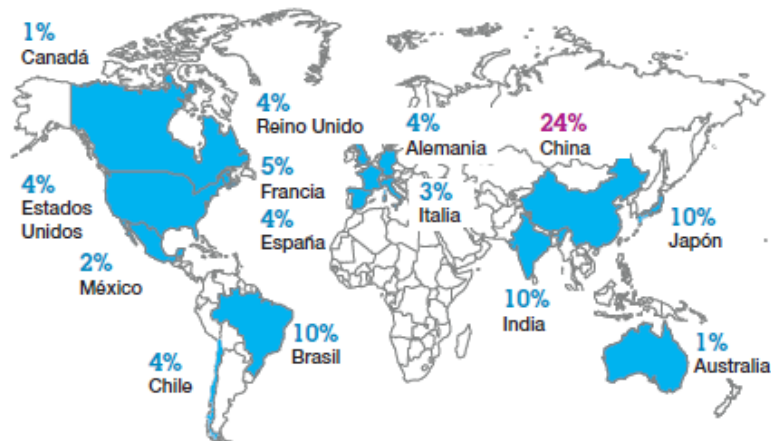 1%
Canadá
4%
Reino Unido
4%
Alemania
24%
China
5%
Francia
4%
Estados
Unidos
3%
Italia
4%
España
10%
Japón
2%
México
10%
India
10%
Brasil
4%
Chile
1%
Australia